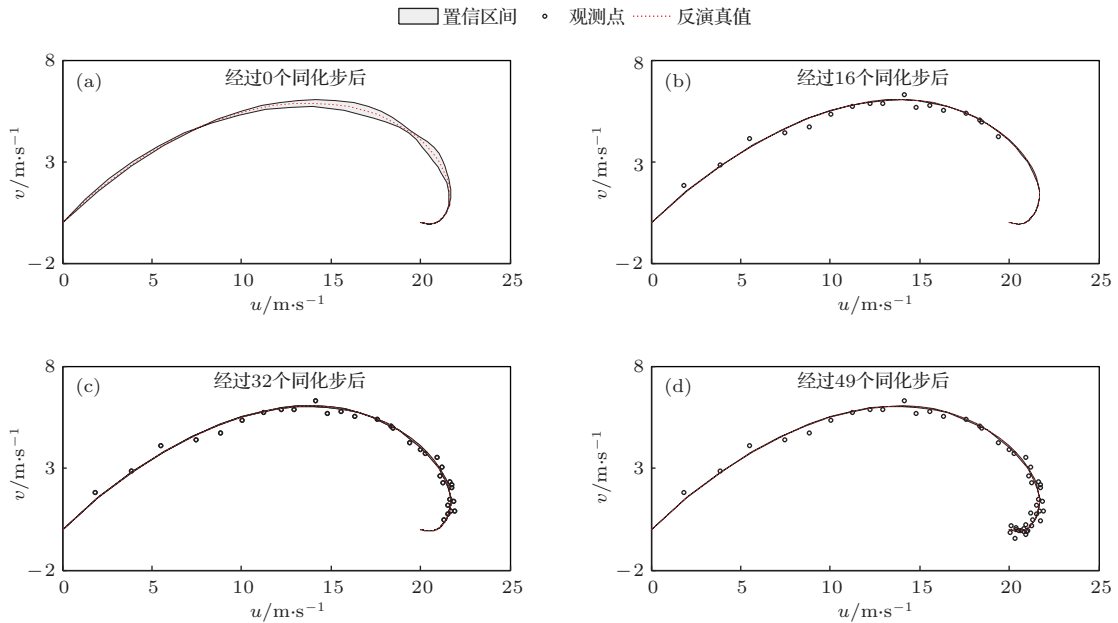 置信区间 观测点 反演真值
(a) 经过0个同化步后
8
3
−2
v/m·s⁻¹
0 5 10 15 20 25
u/m·s⁻¹
(b) 经过16个同化步后
8
3
−2
v/m·s⁻¹
0 5 10 15 20 25
u/m·s⁻¹
(c) 经过32个同化步后
8
3
−2
v/m·s⁻¹
0 5 10 15 20 25
u/m·s⁻¹
(d) 经过49个同化步后
8
3
−2
v/m·s⁻¹
0 5 10 15 20 25
u/m·s⁻¹